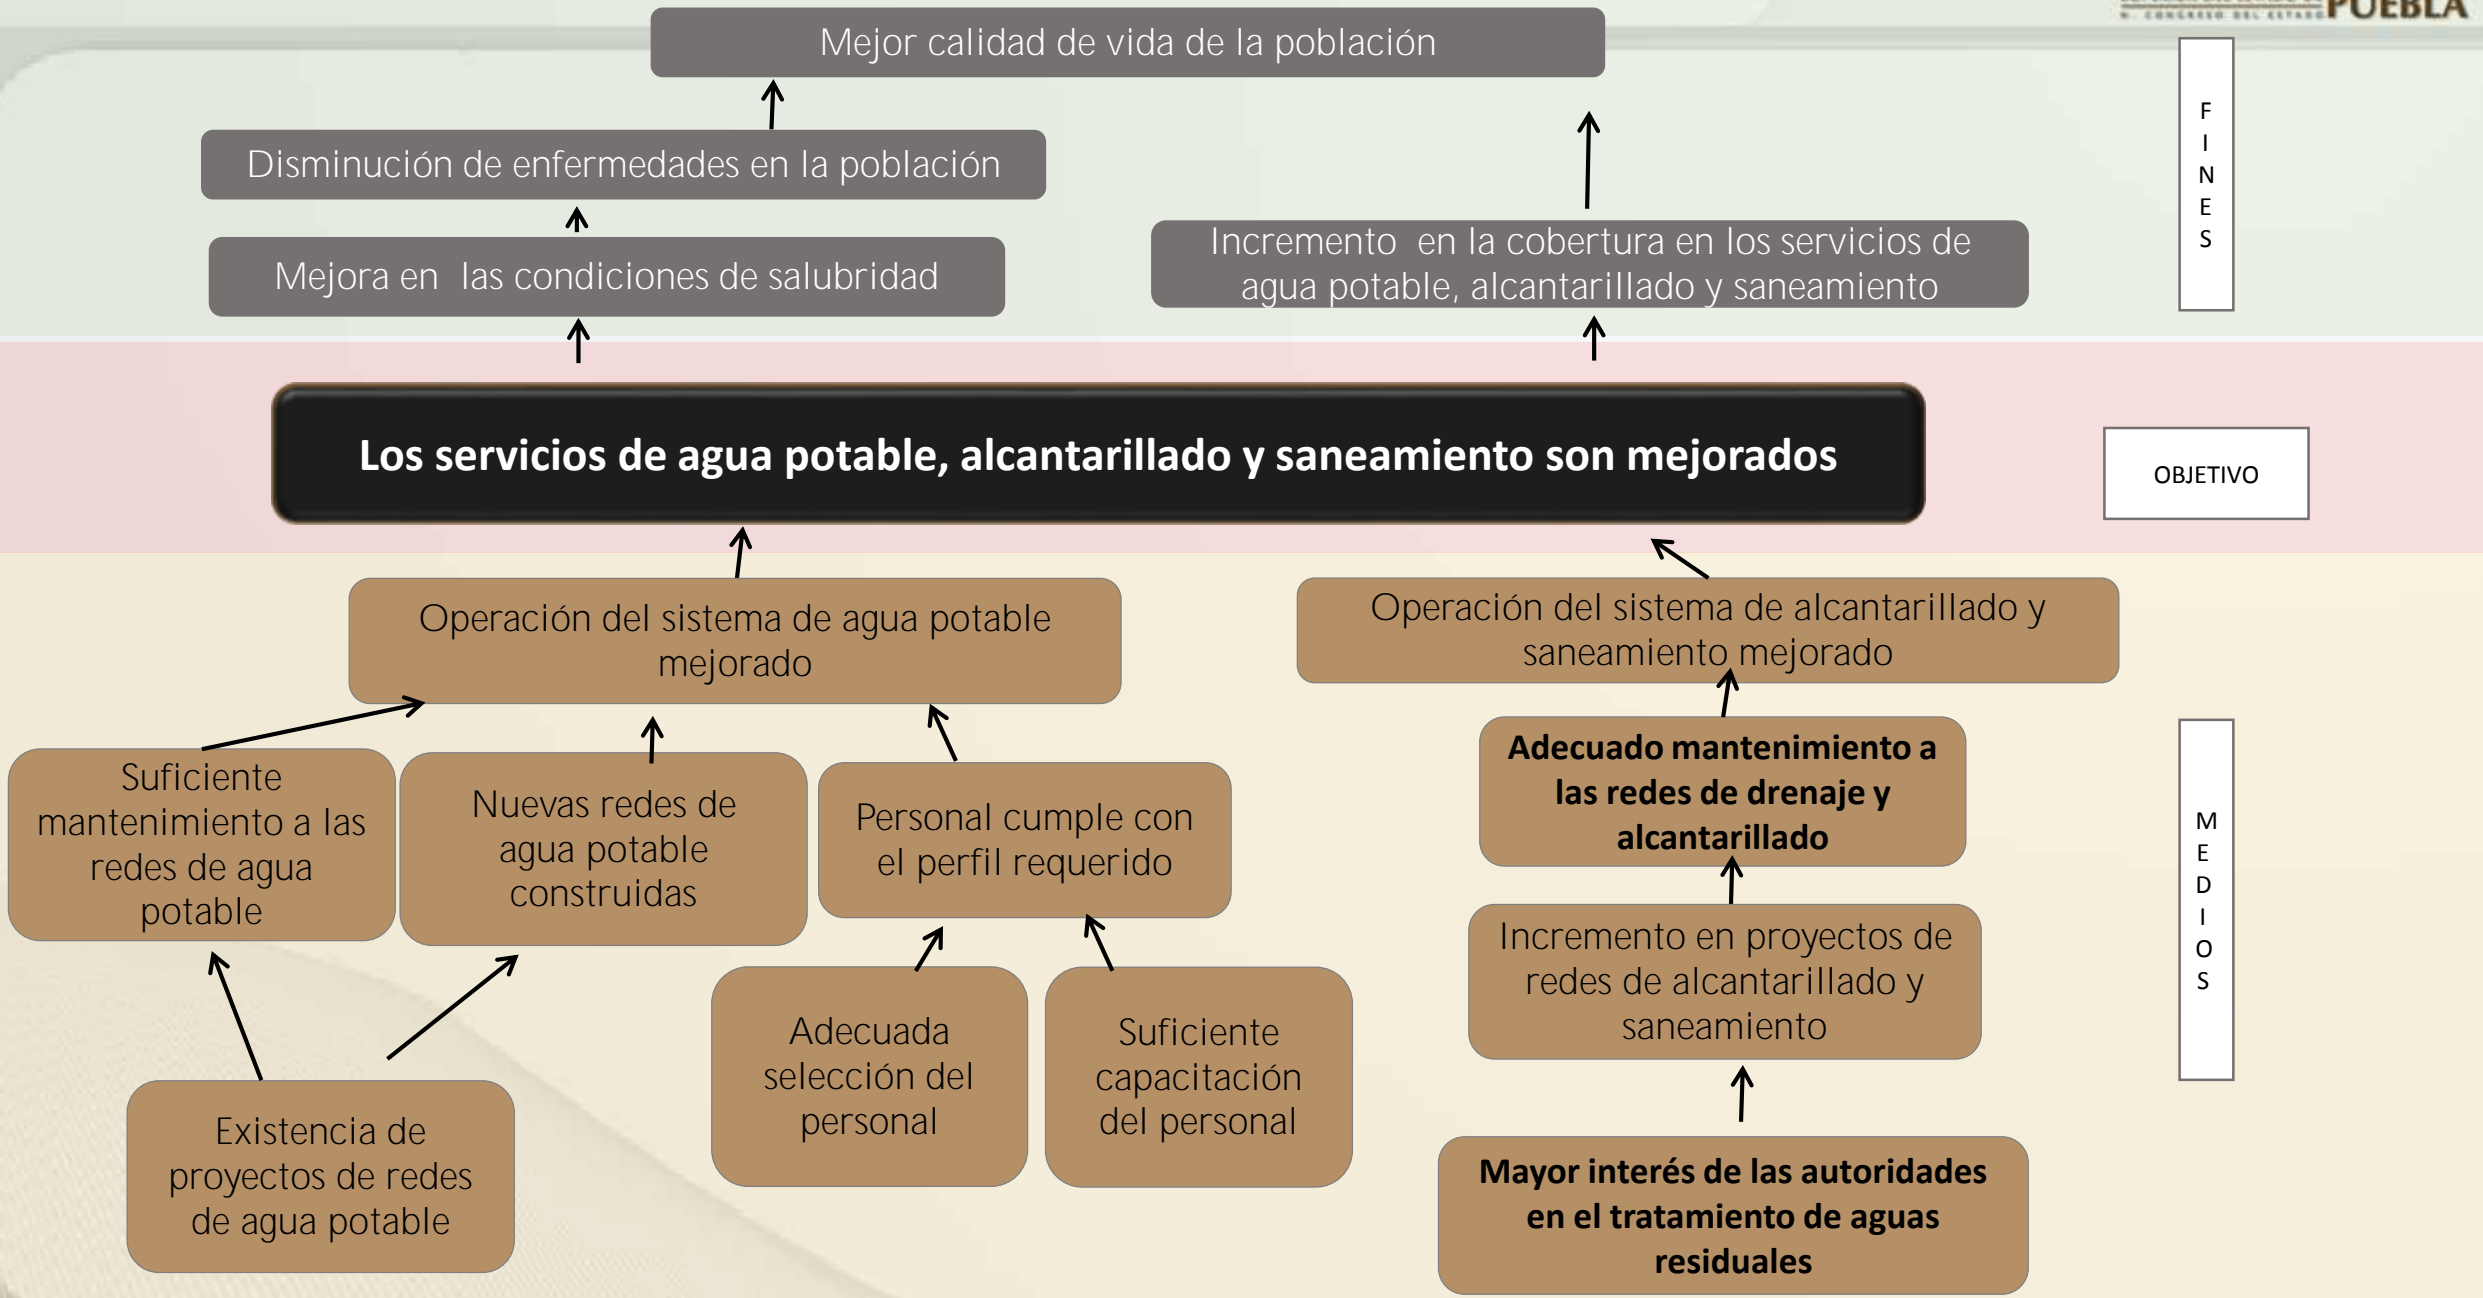 PUEBLA
Mejor calidad de vida de la población
Disminución de enfermedades en la población
Mejora en las condiciones de salubridad
Incremento en la cobertura en los servicios de
agua potable, alcantarillado y saneamiento
F
I
N
E
S
Los servicios de agua potable, alcantarillado y saneamiento son mejorados
OBJETIVO
Operación del sistema de agua potable
mejorado
Operación del sistema de alcantarillado y
saneamiento mejorado
Suficiente
mantenimiento a las
redes de agua
potable
Nuevas redes de
agua potable
construidas
Personal cumple con
el perfil requerido
Adecuado mantenimiento a
las redes de drenaje y
alcantarillado
M
E
D
I
O
S
Incremento en proyectos de
redes de alcantarillado y
saneamiento
Adecuada
selección del
personal
Suficiente
capacitación
del personal
Existencia de
proyectos de redes
de agua potable
Mayor interés de las autoridades
en el tratamiento de aguas
residuales